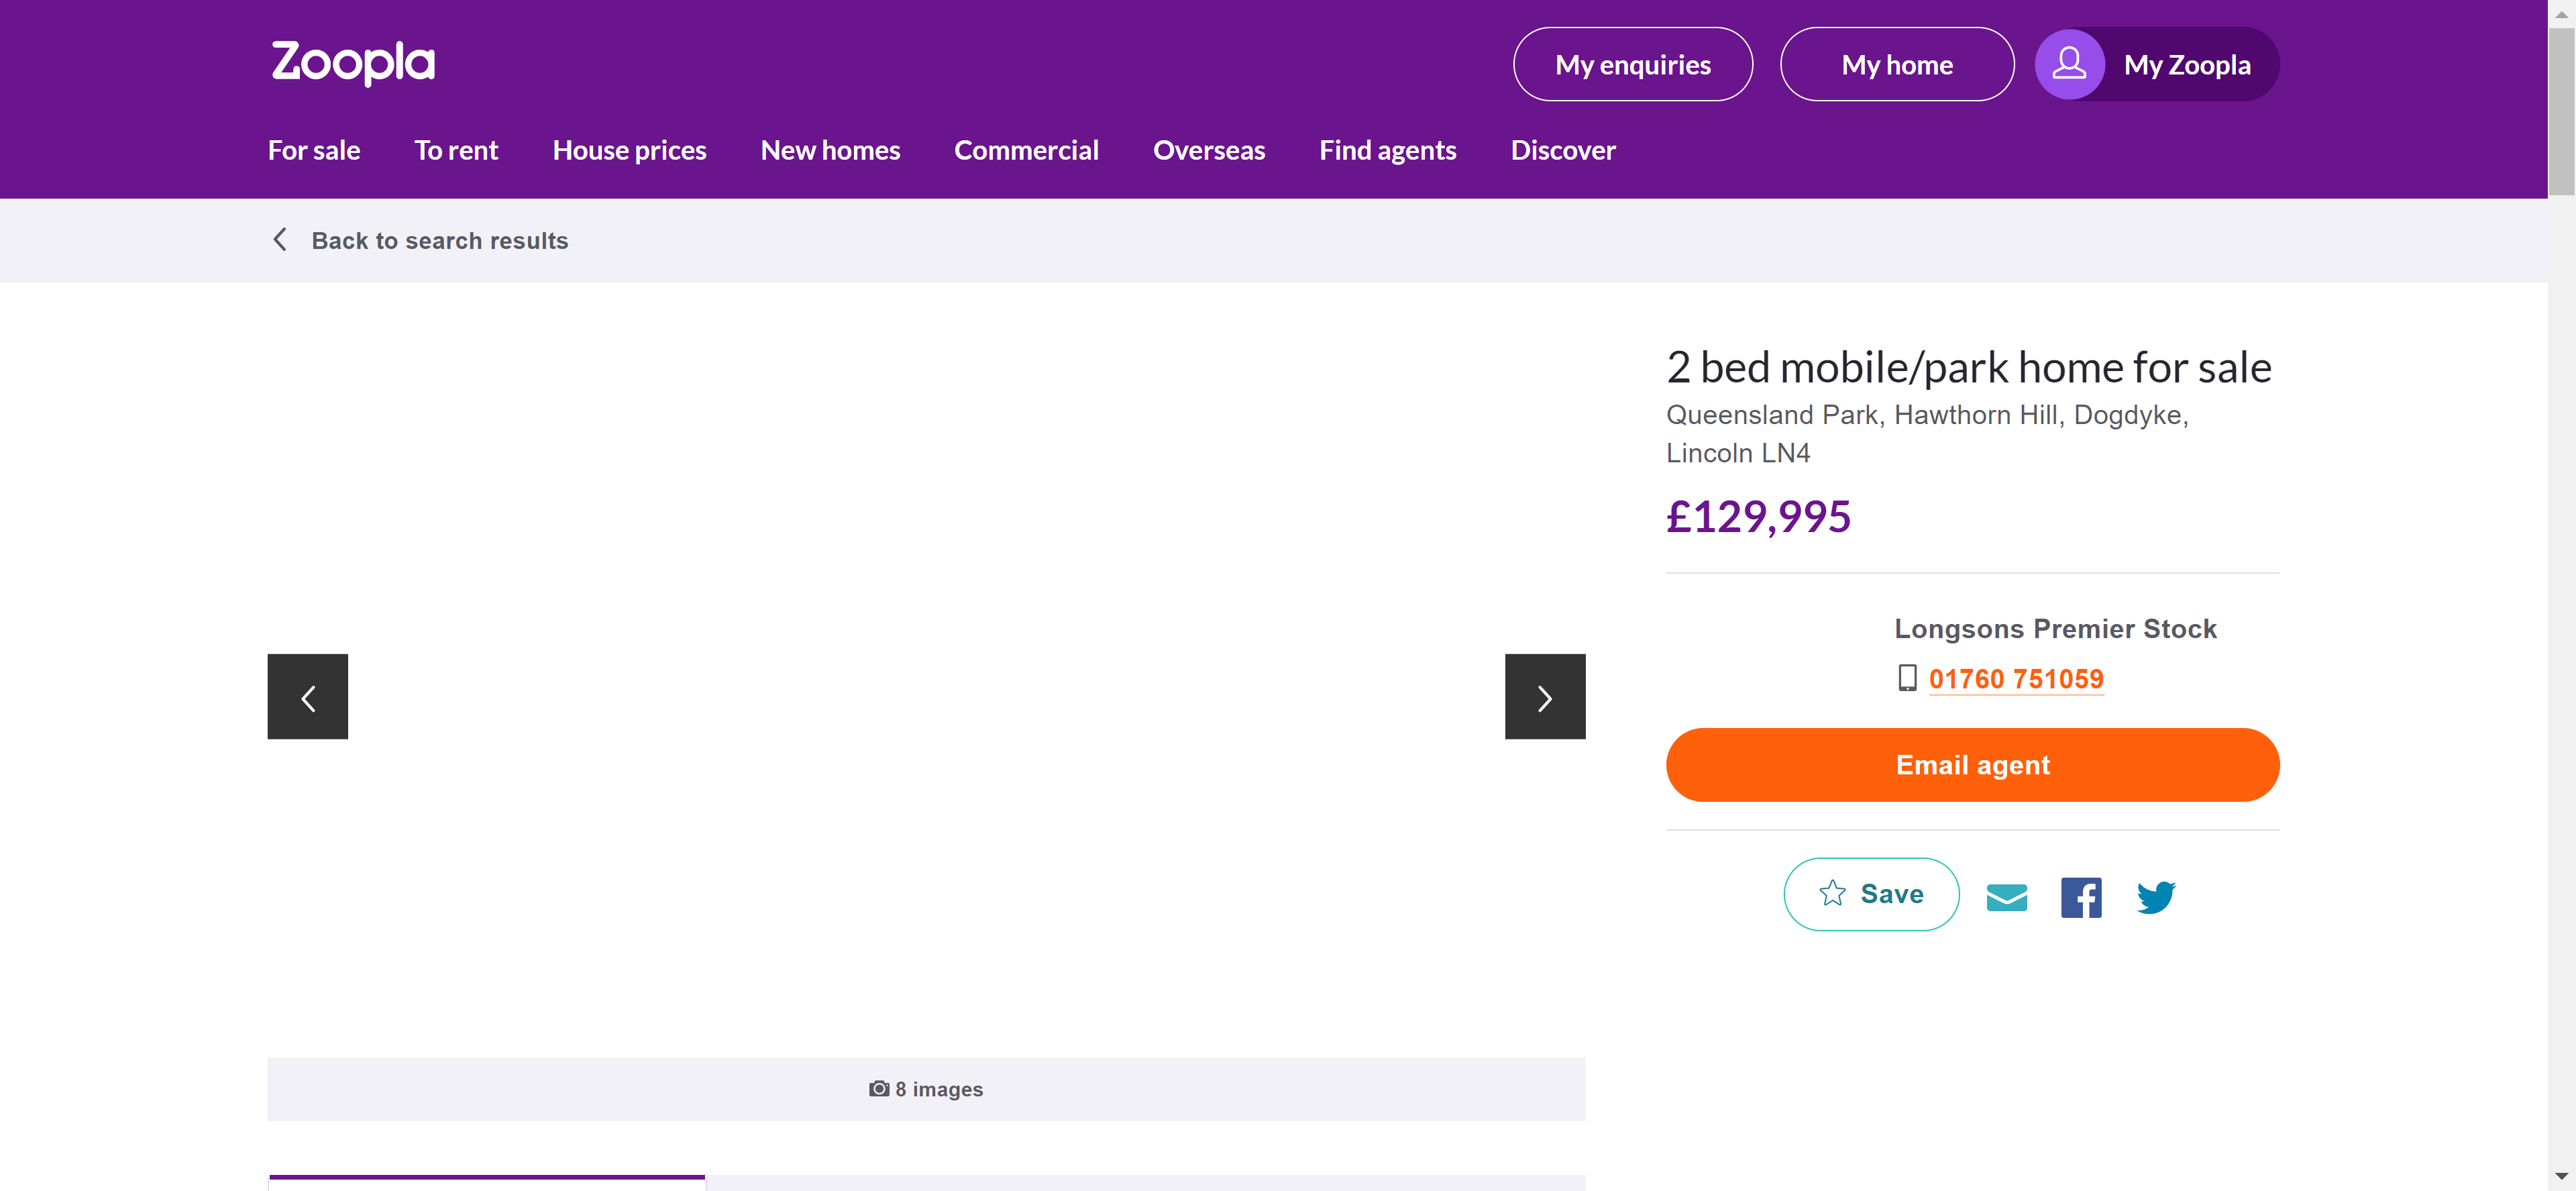 Zoopla
My enquiries
My home
My Zoopla
For sale
To rent
House prices
New homes
Commercial
Overseas
Find agents
Discover
Back to search results
2 bed mobile/park home for sale
Queensland Park, Hawthorn Hill, Dogdyke,
Lincoln LN4
£129,995
Longsons Premier Stock
01760 751059
Email agent
Save
8 images